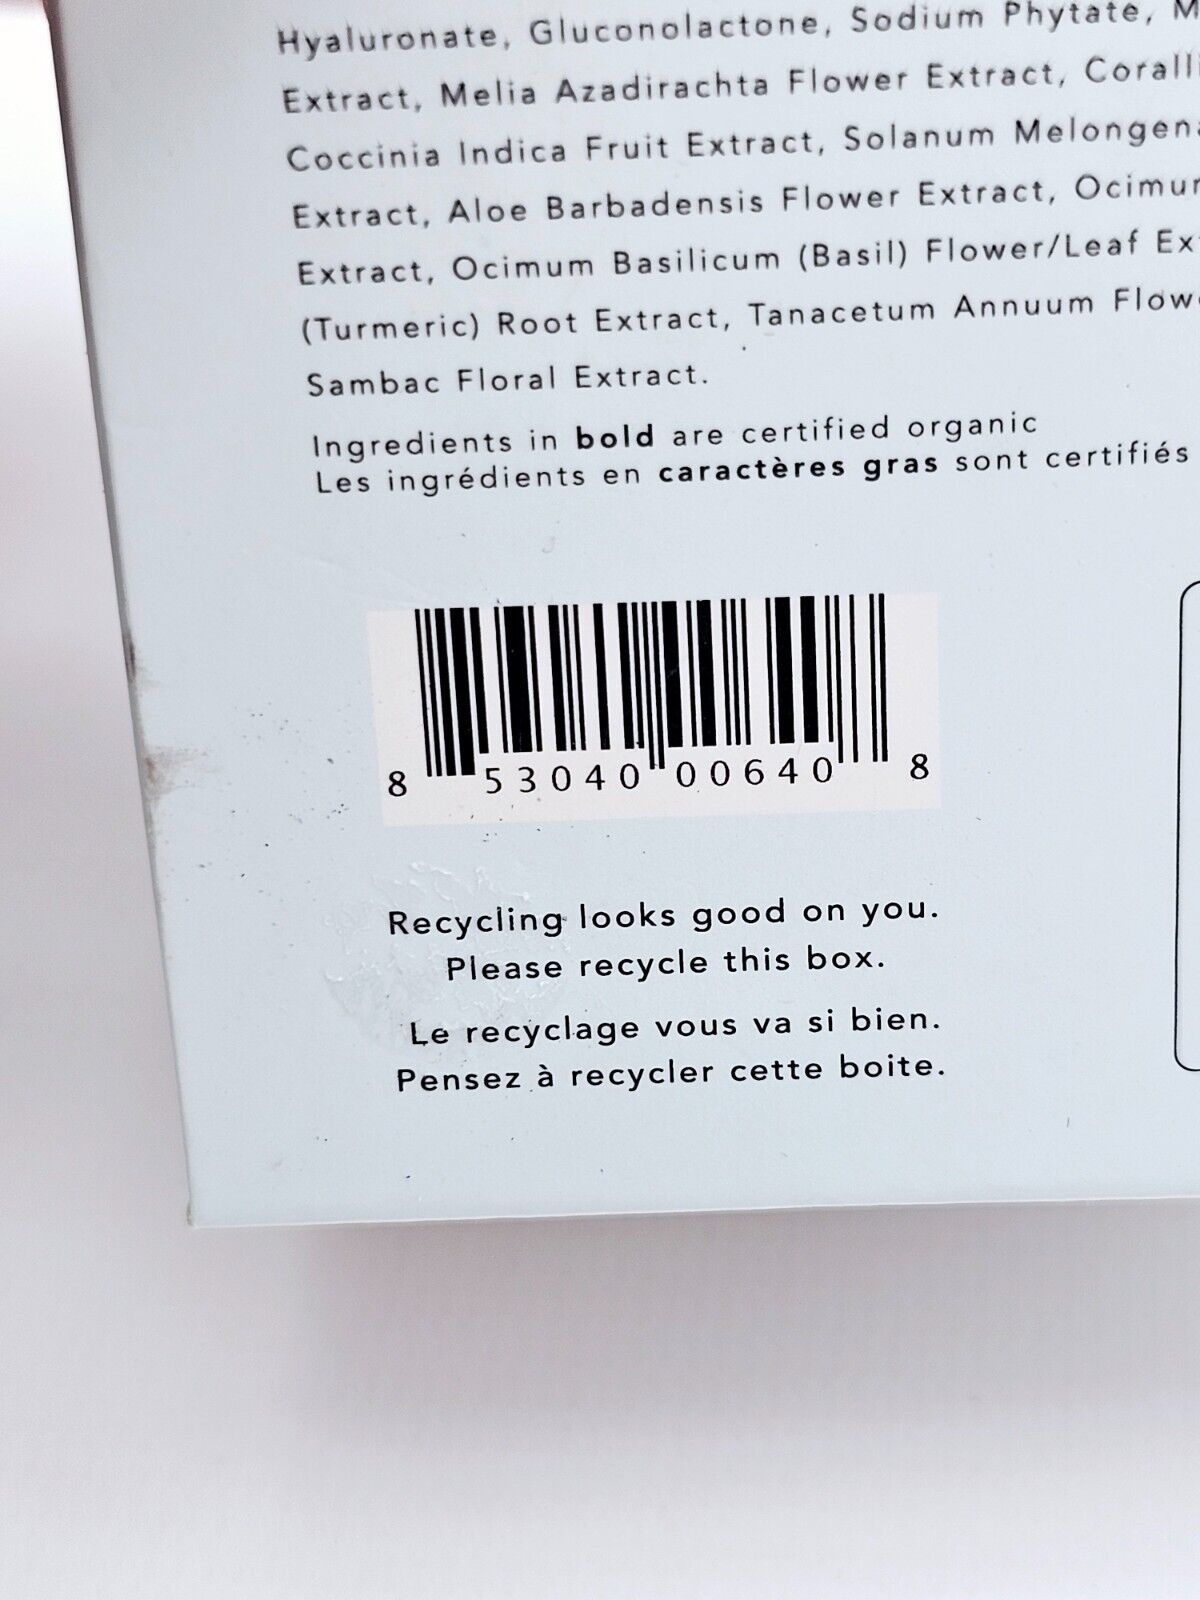 Hyaluronate, Gluconolactone, Sodium Phytate,
Extract, Melia Azadirachta Flower Extract,
Coccinia Indica Fruit Extract, Solanum
Extract, Aloe Barbadensis Flower Extract,
Extract, Ocimum Basilicum (Basil) Flower/Leaf
(Turmeric) Root Extract, Tanacetum Annuum
Sambac Floral Extract.
Ingredients in bold are certified organic
Les ingrédients en caractères gras sont certifiés
8 53040 00640 8
Recycling looks good on you.
Please recycle this box.
Le recyclage vous va si bien.
Pensez à recycler cette boite.